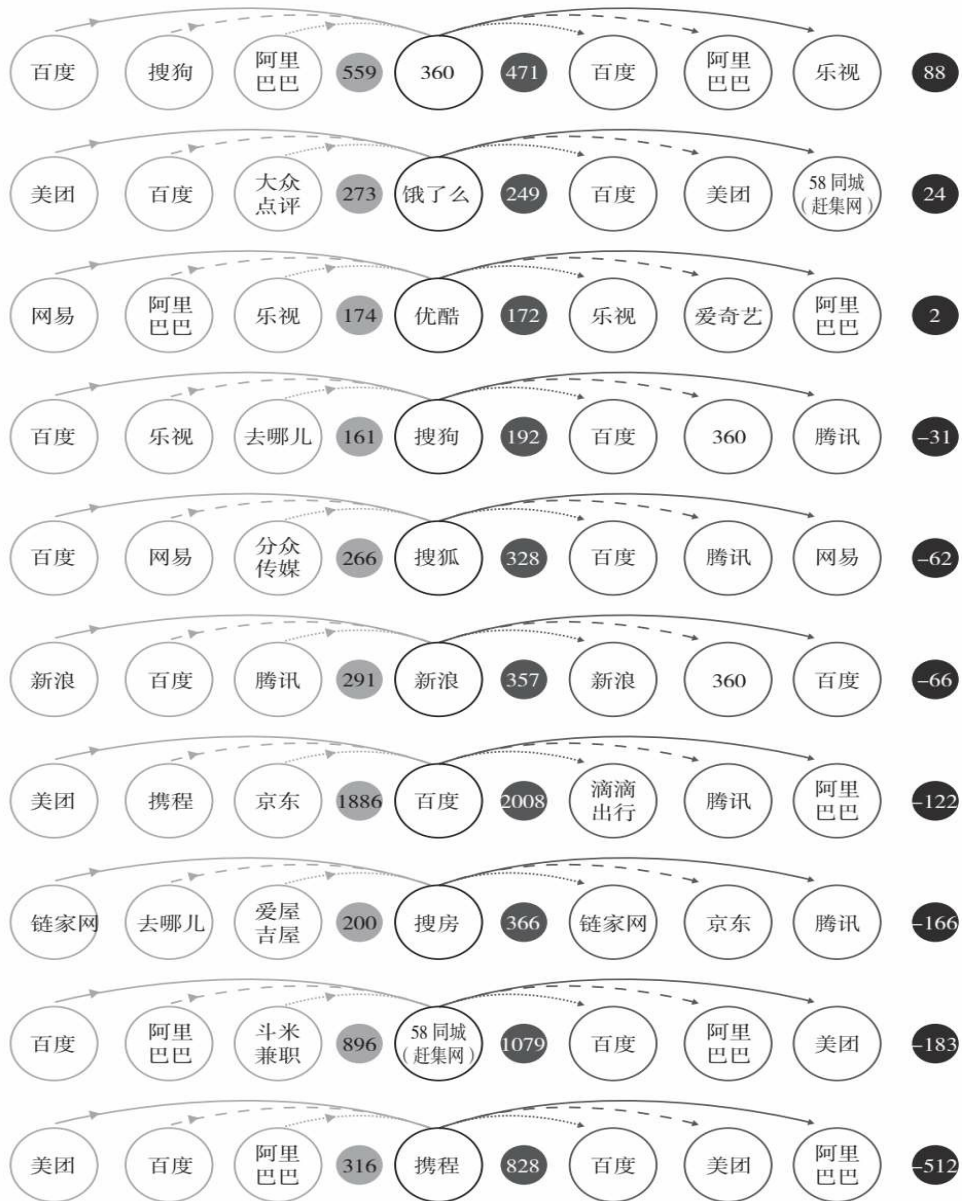 百度 搜狗 阿里巴巴 559 360 471 百度 阿里巴巴 乐视 88
美团 百度 大众点评 273 饿了么 249 百度 美团 58同城（赶集网） 24
网易 阿里巴巴 乐视 174 优酷 172 乐视 爱奇艺 阿里巴巴 2
百度 乐视 去哪儿 161 搜狗 192 百度 360 腾讯 -31
百度 网易 分众传媒 266 搜狐 328 百度 腾讯 网易 -62
新浪 百度 腾讯 291 新浪 357 新浪 360 百度 -66
美团 携程 京东 1886 百度 2008 滴滴出行 腾讯 阿里巴巴 -122
链家网 去哪儿 爱屋吉屋 200 搜房 366 链家网 京东 腾讯 -166
百度 阿里巴巴 斗米兼职 896 58同城（赶集网） 1079 百度 阿里巴巴 美团 -183
美团 百度 阿里巴巴 316 携程 828 百度 美团 阿里巴巴 -512